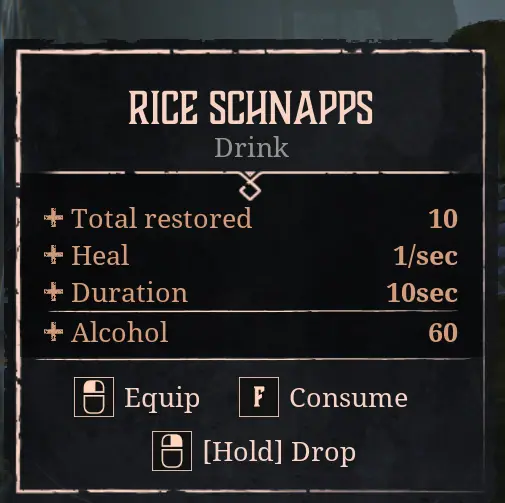 RICE SCHNAPPS
Drink
Total restored 10
Heal 1/sec
Duration 10sec
Alcohol 60
Equip F Consume
[Hold] Drop